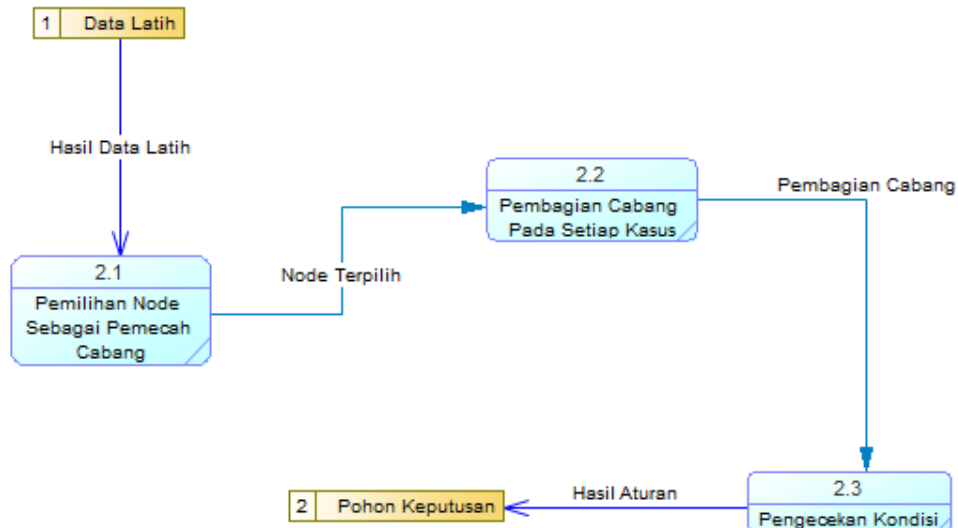 1 Data Latih
Hasil Data Latih
2.1
Pemilihan Node
Sebagai Pemecah
Cabang
Node Terpilih
2.2
Pembagian Cabang
Pada Setiap Kasus
Pembagian Cabang
2.3
Pengecekan Kondisi
Hasil Aturan
2 Pohon Keputusan